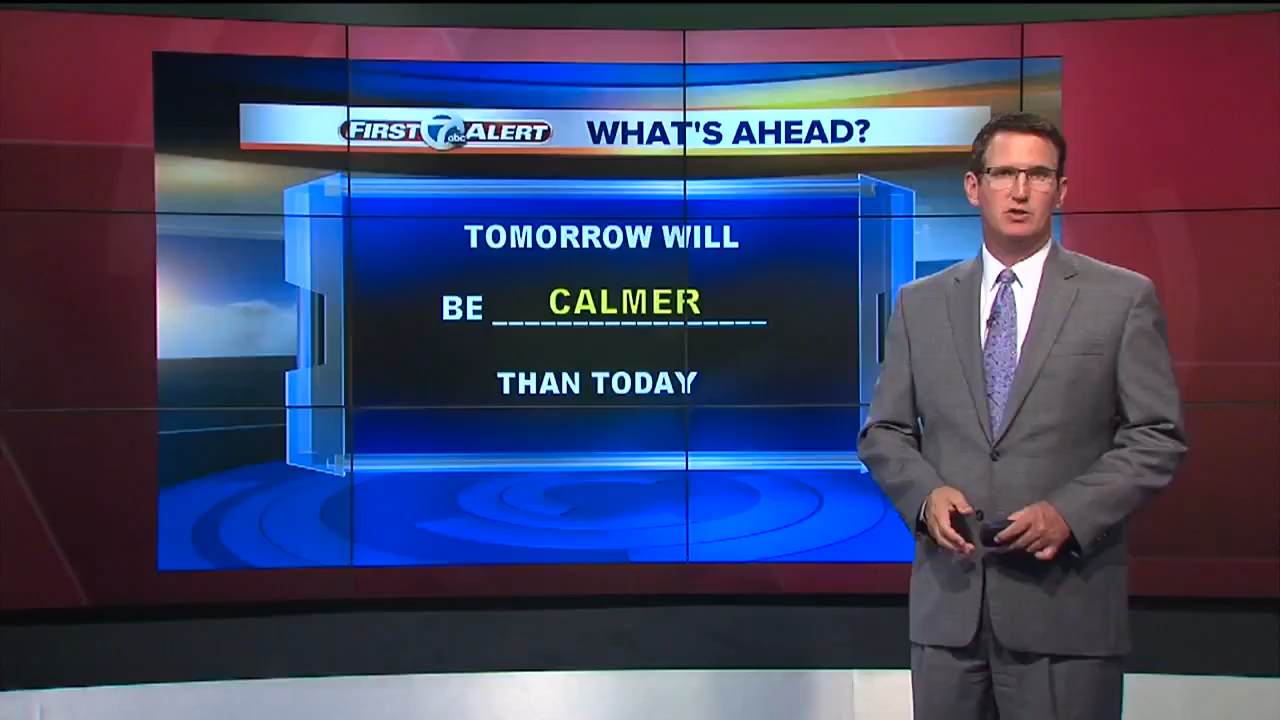 FIRST 7 abc ALERT WHAT'S AHEAD?
TOMORROW WILL
BE CALMER
THAN TODAY